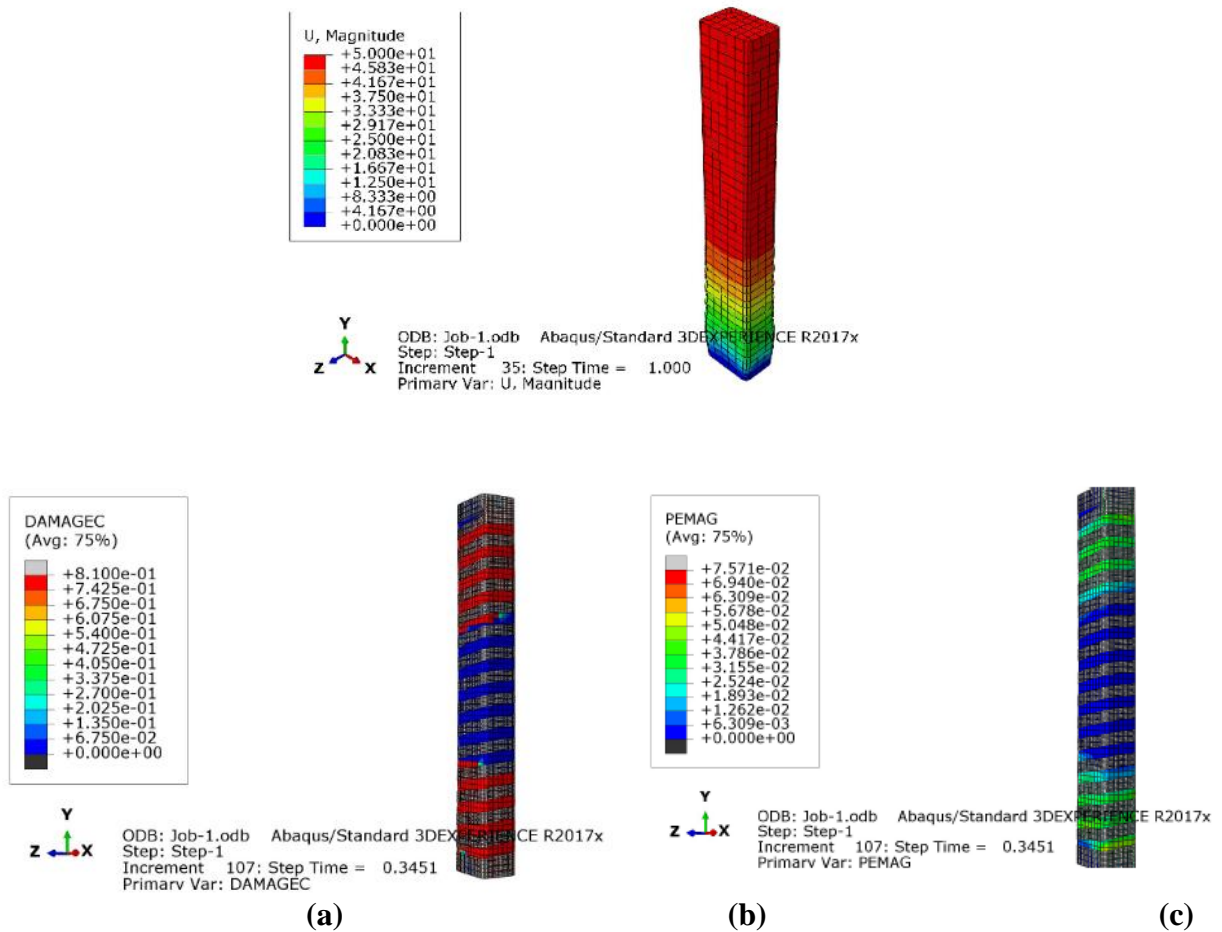 U, Magnitude
+5.000e+01
+4.583e+01
+4.167e+01
+3.750e+01
+3.333e+01
+2.917e+01
+2.500e+01
+2.083e+01
+1.667e+01
+1.250e+01
+8.333e+00
+4.167e+00
+0.000e+00
Y
Z X
ODB: Job-1.odb Abaqus/Standard 3DEXPERIENCE R2017x
Step: Step-1
Increment 35: Step Time = 1.000
Primary Var: U, Magnitude
DAMAGEC
(Avg: 75%)
+8.100e-01
+7.425e-01
+6.750e-01
+6.075e-01
+5.400e-01
+4.725e-01
+4.050e-01
+3.375e-01
+2.700e-01
+2.025e-01
+1.350e-01
+6.750e-02
+0.000e+00
Y
Z X
ODB: Job-1.odb Abaqus/Standard 3DEXPERIENCE R2017x
Step: Step-1
Increment 107: Step Time = 0.3451
Primary Var: DAMAGEC
PEMAG
(Avg: 75%)
+7.571e-02
+6.940e-02
+6.309e-02
+5.678e-02
+5.048e-02
+4.417e-02
+3.786e-02
+3.155e-02
+2.524e-02
+1.893e-02
+1.262e-02
+6.309e-03
+0.000e+00
Y
Z X
ODB: Job-1.odb Abaqus/Standard 3DEXPERIENCE R2017x
Step: Step-1
Increment 107: Step Time = 0.3451
Primary Var: PEMAG
(a) (b) (c)